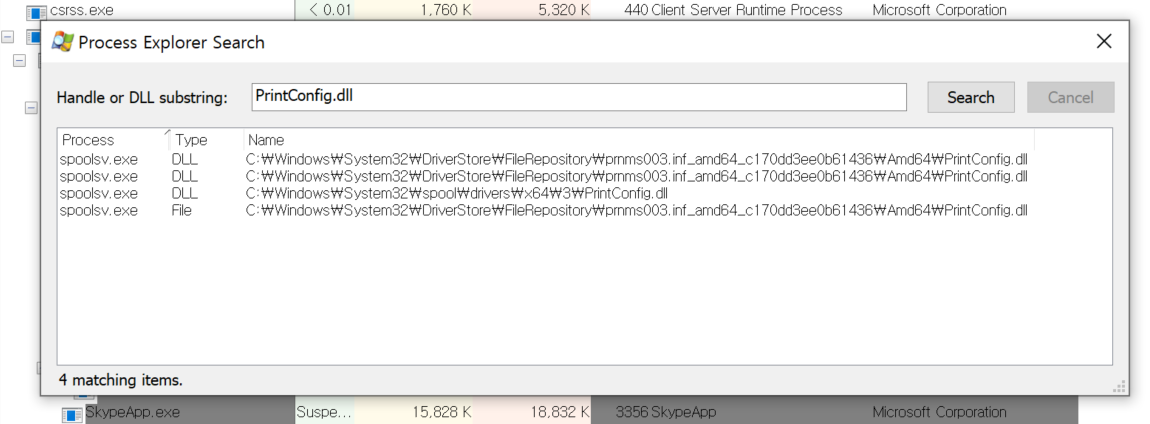 csrss.exe < 0.01 1,760 K 5,320 K 440 Client Server Runtime Process Microsoft Corporation
Process Explorer Search
Handle or DLL substring: PrintConfig.dll Search Cancel
Process Type Name
spoolsv.exe DLL C:₩Windows₩System32₩DriverStore₩FileRepository₩prnms003.inf_amd64_c170dd3ee0b61436₩Amd64₩PrintConfig.dll
spoolsv.exe DLL C:₩Windows₩System32₩DriverStore₩FileRepository₩prnms003.inf_amd64_c170dd3ee0b61436₩Amd64₩PrintConfig.dll
spoolsv.exe DLL C:₩Windows₩System32₩spool₩drivers₩x64₩3₩PrintConfig.dll
spoolsv.exe File C:₩Windows₩System32₩DriverStore₩FileRepository₩prnms003.inf_amd64_c170dd3ee0b61436₩Amd64₩PrintConfig.dll
4 matching items.
SkypeApp.exe Suspe... 15,828 K 18,832 K 3356 SkypeApp Microsoft Corporation